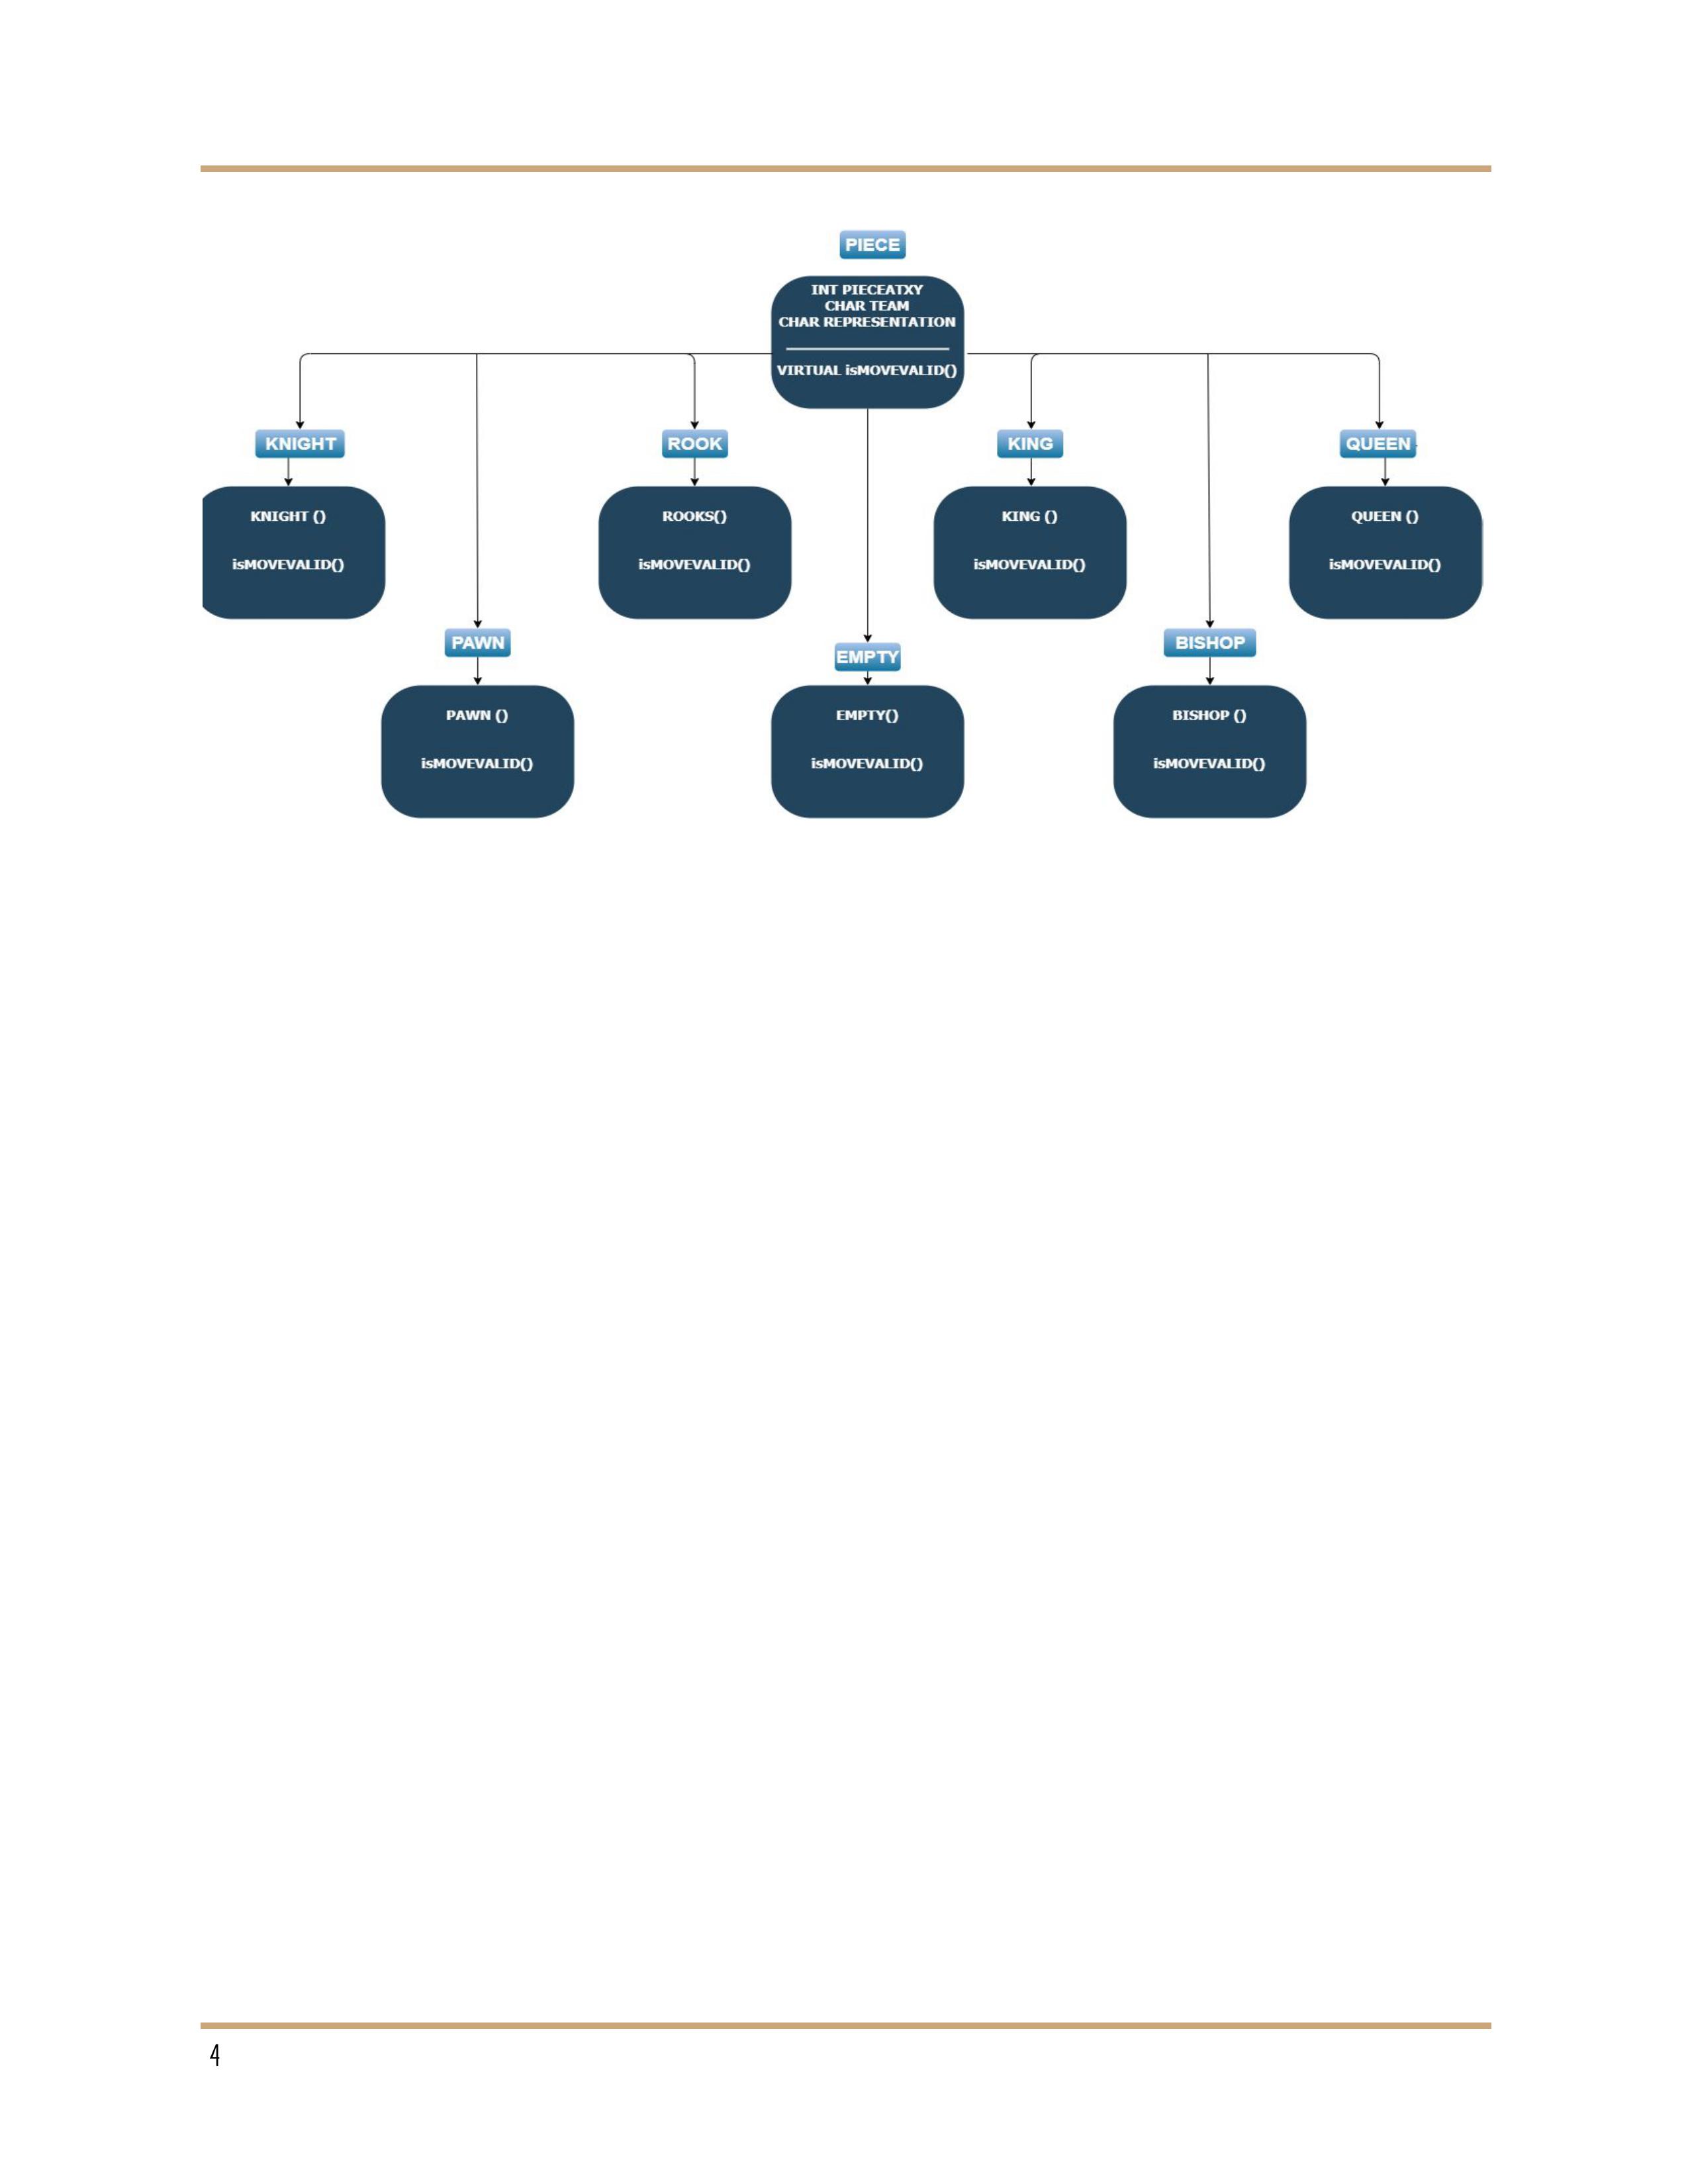 PIECE
INT PIECEATXY
CHAR TEAM
CHAR REPRESENTATION
VIRTUAL isMOVEVALID()
KNIGHT
ROOK
KING
QUEEN
KNIGHT ()
isMOVEVALID()
ROOKS()
isMOVEVALID()
KING ()
isMOVEVALID()
QUEEN ()
isMOVEVALID()
PAWN
EMPTY
BISHOP
PAWN ()
isMOVEVALID()
EMPTY()
isMOVEVALID()
BISHOP ()
isMOVEVALID()
4